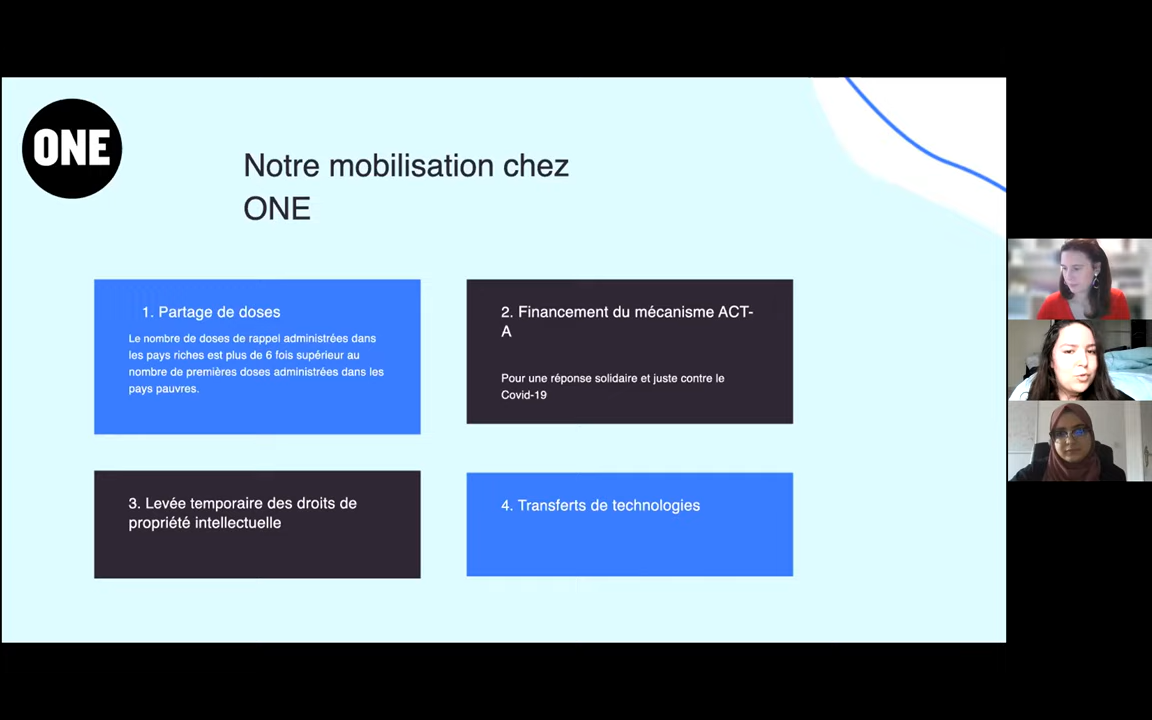 ONE
Notre mobilisation chez
ONE
1. Partage de doses
Le nombre de doses de rappel administrées dans
les pays riches est plus de 6 fois supérieur au
nombre de premières doses administrées dans les
pays pauvres.
2. Financement du mécanisme ACT-
A
Pour une réponse solidaire et juste contre le
Covid-19
3. Levée temporaire des droits de
propriété intellectuelle
4. Transferts de technologies